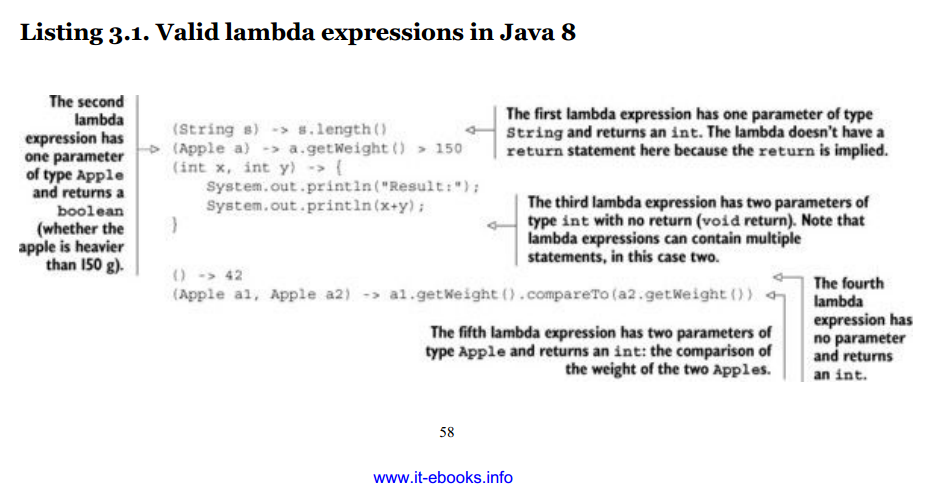 Listing 3.1. Valid lambda expressions in Java 8
The second
lambda
expression has
one parameter
of type Apple
and returns a
boolean
(whether the
apple is heavier
than 150 g).
(String s) -> s.length()
(Apple a) -> a.getWeight() > 150
(int x, int y) -> {
System.out.println("Result:");
System.out.println(x+y);
}
() -> 42
(Apple a1, Apple a2) -> a1.getWeight().compareTo(a2.getWeight())
The first lambda expression has one parameter of type
String and returns an int. The lambda doesn't have a
return statement here because the return is implied.
The third lambda expression has two parameters of
type int with no return (void return). Note that
lambda expressions can contain multiple
statements, in this case two.
The fourth
lambda
expression has
no parameter
and returns
an int.
The fifth lambda expression has two parameters of
type Apple and returns an int: the comparison of
the weight of the two Apples.
58
www.it-ebooks.info